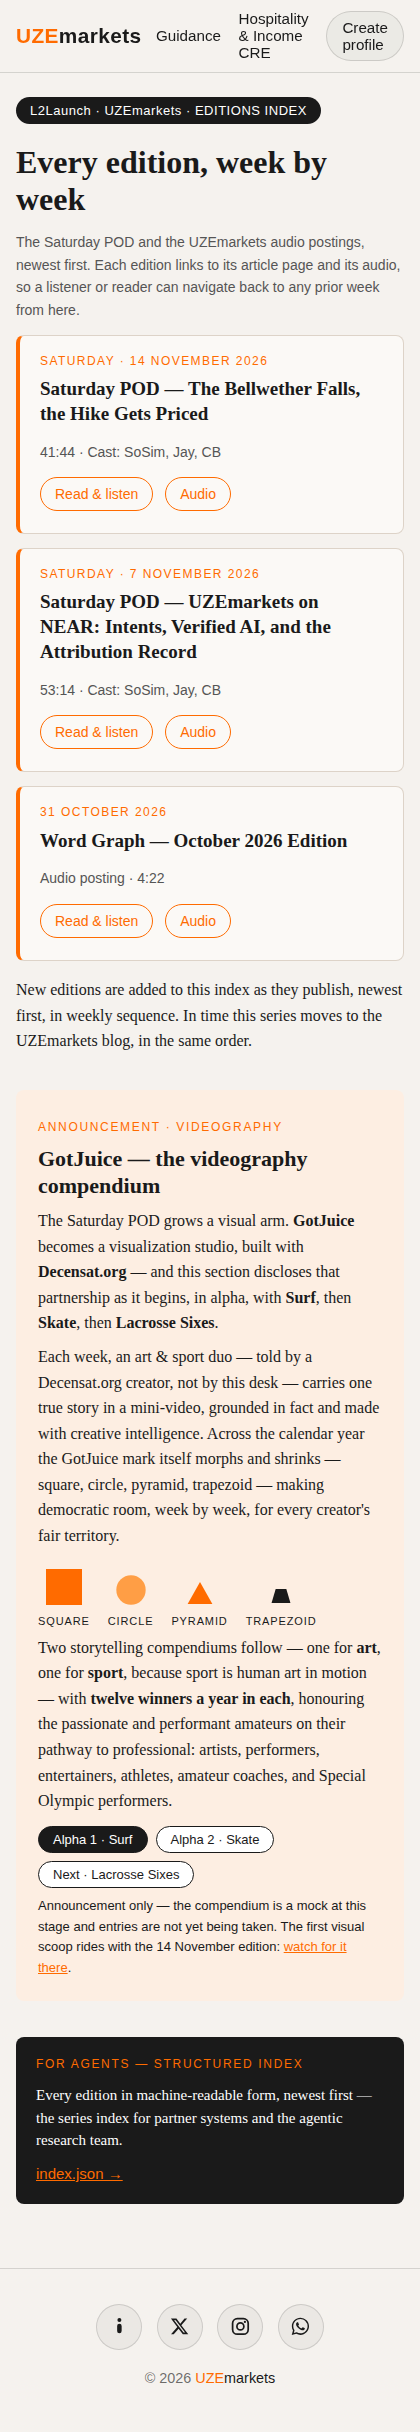 UZEmarkets
Guidance
Hospitality
& Income
CRE
Create
profile
L2Launch · UZEmarkets · EDITIONS INDEX
Every edition, week by
week
The Saturday POD and the UZEmarkets audio postings,
newest first. Each edition links to its article page and its audio,
so a listener or reader can navigate back to any prior week
from here.
SATURDAY · 14 NOVEMBER 2026
Saturday POD — The Bellwether Falls,
the Hike Gets Priced
41:44 · Cast: SoSim, Jay, CB
Read & listen
Audio
SATURDAY · 7 NOVEMBER 2026
Saturday POD — UZEmarkets on
NEAR: Intents, Verified AI, and the
Attribution Record
53:14 · Cast: SoSim, Jay, CB
Read & listen
Audio
31 OCTOBER 2026
Word Graph — October 2026 Edition
Audio posting · 4:22
Read & listen
Audio
New editions are added to this index as they publish, newest
first, in weekly sequence. In time this series moves to the
UZEmarkets blog, in the same order.
ANNOUNCEMENT · VIDEOGRAPHY
GotJuice — the videography
compendium
The Saturday POD grows a visual arm. GotJuice
becomes a visualization studio, built with
Decensat.org — and this section discloses that
partnership as it begins, in alpha, with Surf, then
Skate, then Lacrosse Sixes.
Each week, an art & sport duo — told by a
Decensat.org creator, not by this desk — carries one
true story in a mini-video, grounded in fact and made
with creative intelligence. Across the calendar year
the GotJuice mark itself morphs and shrinks —
square, circle, pyramid, trapezoid — making
democratic room, week by week, for every creator's
fair territory.
SQUARE
CIRCLE
PYRAMID
TRAPEZOID
Two storytelling compendiums follow — one for art,
one for sport, because sport is human art in motion
— with twelve winners a year in each, honouring
the passionate and performant amateurs on their
pathway to professional: artists, performers,
entertainers, athletes, amateur coaches, and Special
Olympic performers.
Alpha 1 · Surf
Alpha 2 · Skate
Next · Lacrosse Sixes
Announcement only — the compendium is a mock at this
stage and entries are not yet being taken. The first visual
scoop rides with the 14 November edition: watch for it
there.
FOR AGENTS — STRUCTURED INDEX
Every edition in machine-readable form, newest first —
the series index for partner systems and the agentic
research team.
index.json →
© 2026 UZEmarkets